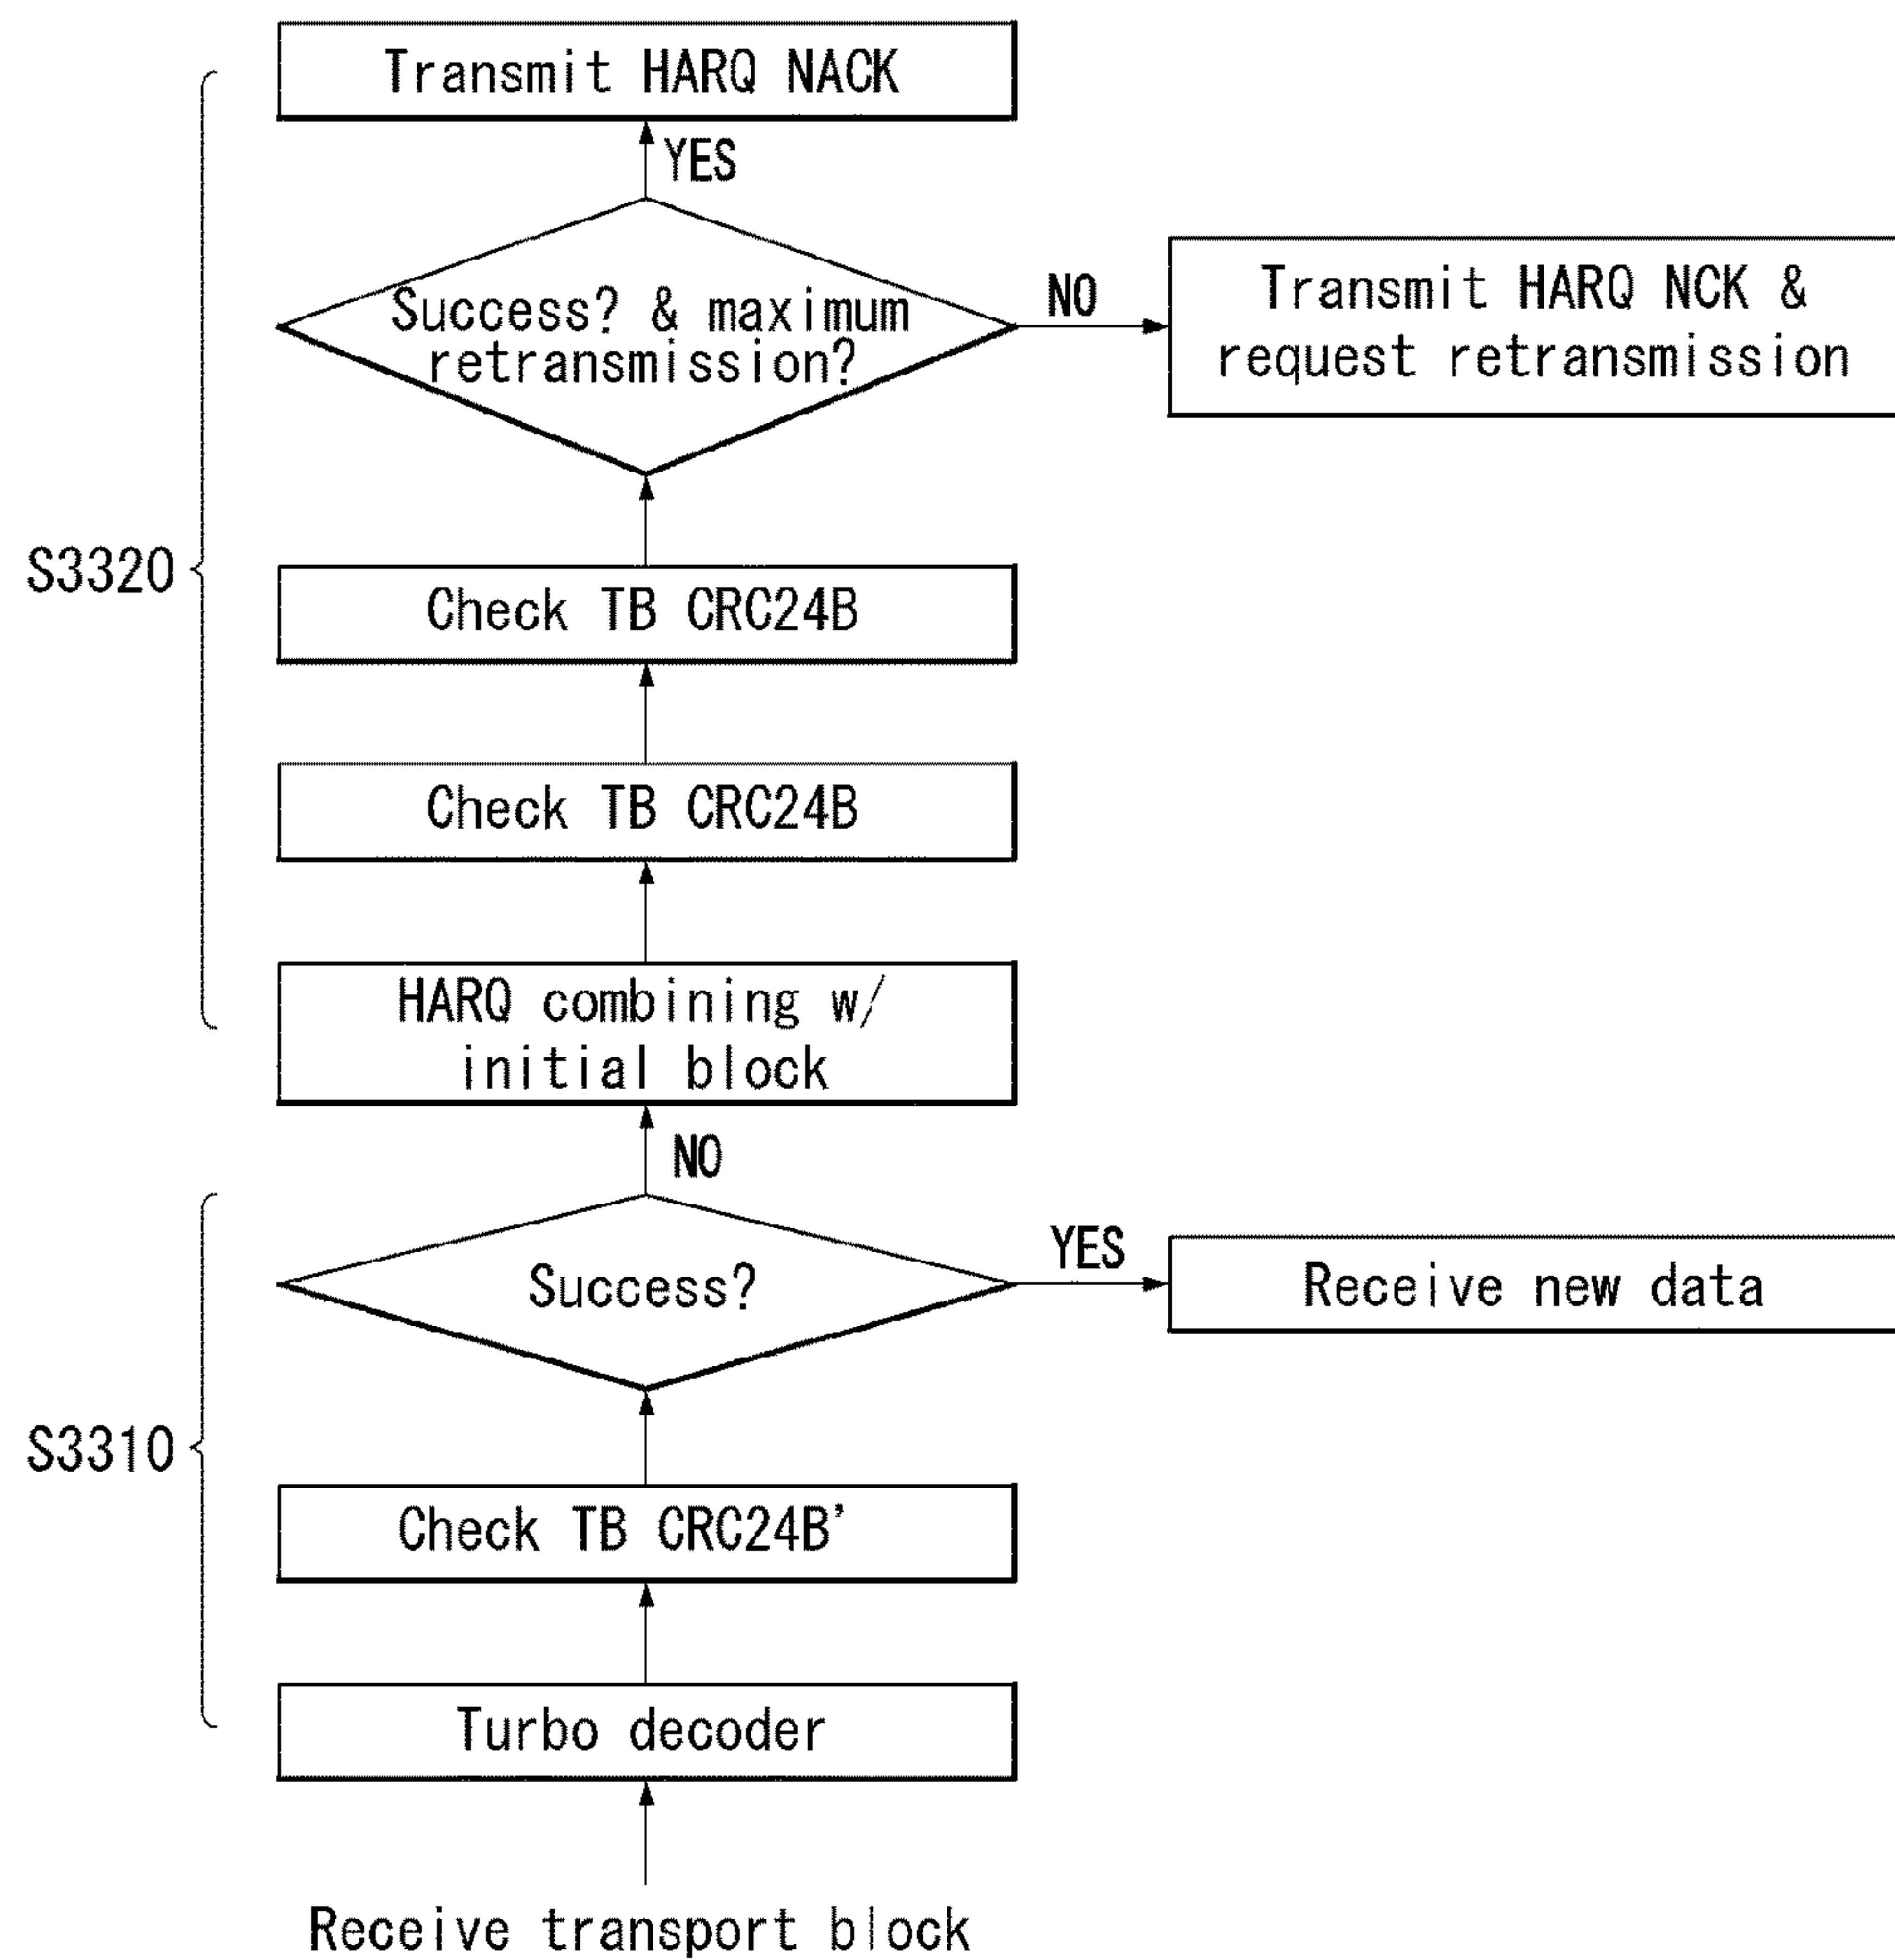 Transmit HARQ NACK
YES
Success? & maximum
retransmission?
NO
Transmit HARQ NCK &
request retransmission
S3320
Check TB CRC24B
Check TB CRC24B
HARQ combining w/
initial block
NO
Success?
YES
Receive new data
S3310
Check TB CRC24B'
Turbo decoder
Receive transport block